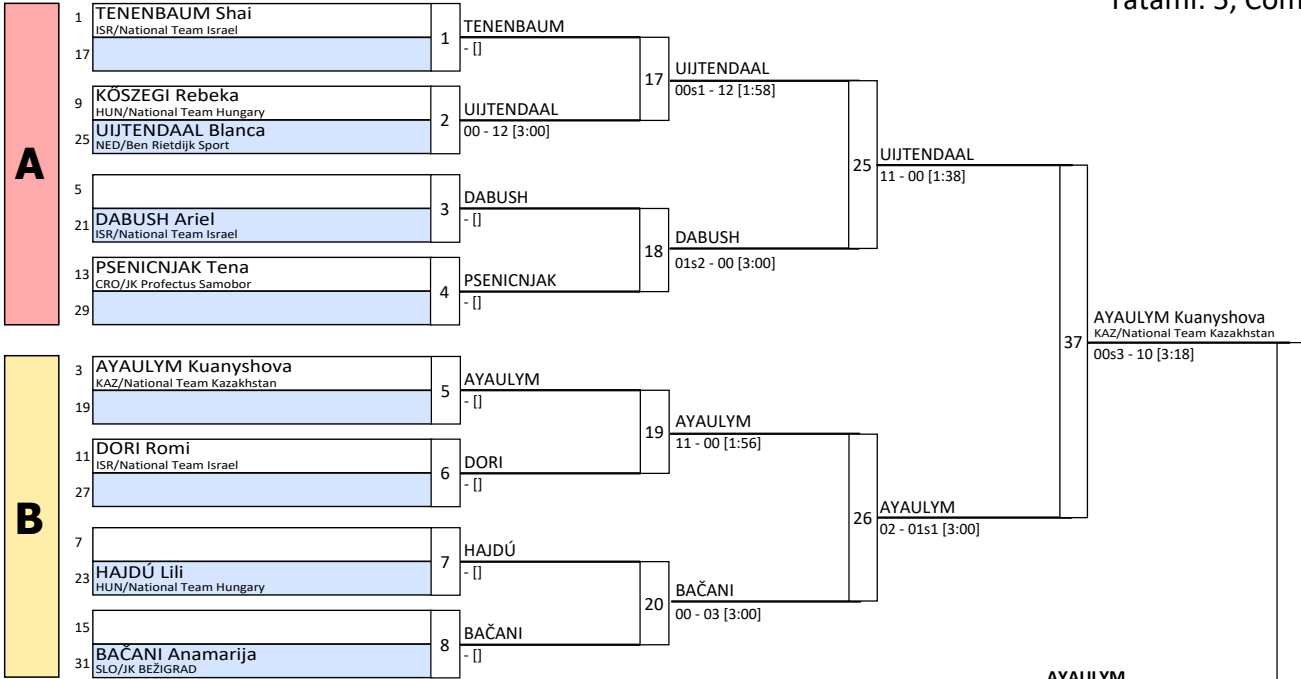 Tatami: 5, Com
A
1 TENENBAUM Shai
ISR/National Team Israel
17
1
TENENBAUM
- []
9 KŐSZEGI Rebeka
HUN/National Team Hungary
25 UIJTENDAAL Blanca
NED/Ben Rietdijk Sport
2
UIJTENDAAL
00 - 12 [3:00]
17
UIJTENDAAL
00s1 - 12 [1:58]
5
21 DABUSH Ariel
ISR/National Team Israel
3
DABUSH
- []
13 PSENICNJAK Tena
CRO/JK Profectus Samobor
29
4
PSENICNJAK
- []
18
DABUSH
01s2 - 00 [3:00]
25
UIJTENDAAL
11 - 00 [1:38]
B
3 AYAULYM Kuanyshova
KAZ/National Team Kazakhstan
19
5
AYAULYM
- []
11 DORI Romi
ISR/National Team Israel
27
6
DORI
- []
19
AYAULYM
11 - 00 [1:56]
7
23 HAJDÚ Lili
HUN/National Team Hungary
7
HAJDÚ
- []
15
31 BAČANI Anamarija
SLO/JK BEŽIGRAD
8
BAČANI
- []
20
BAČANI
00 - 03 [3:00]
26
AYAULYM
02 - 01s1 [3:00]
37
AYAULYM Kuanyshova
KAZ/National Team Kazakhstan
00s3 - 10 [3:18]
AYAULYM